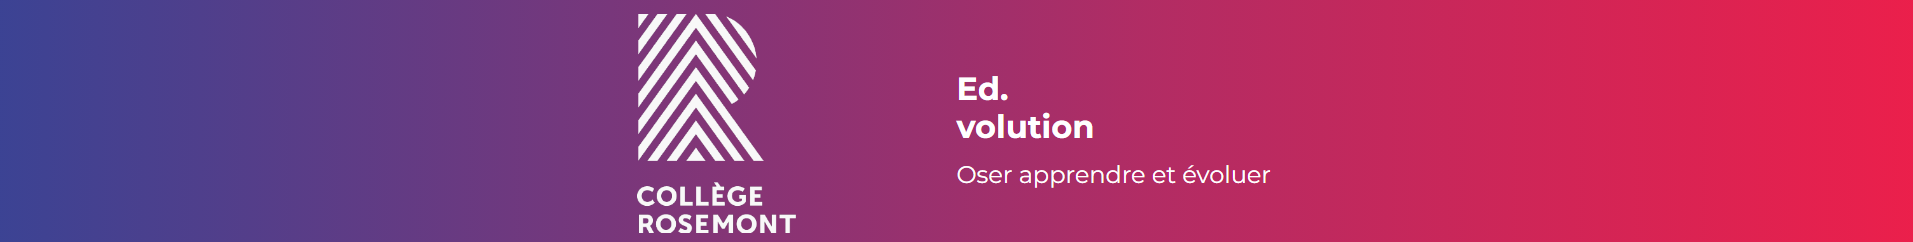 COLLÈGE
ROSEMONT
Ed.
volution
Oser apprendre et évoluer